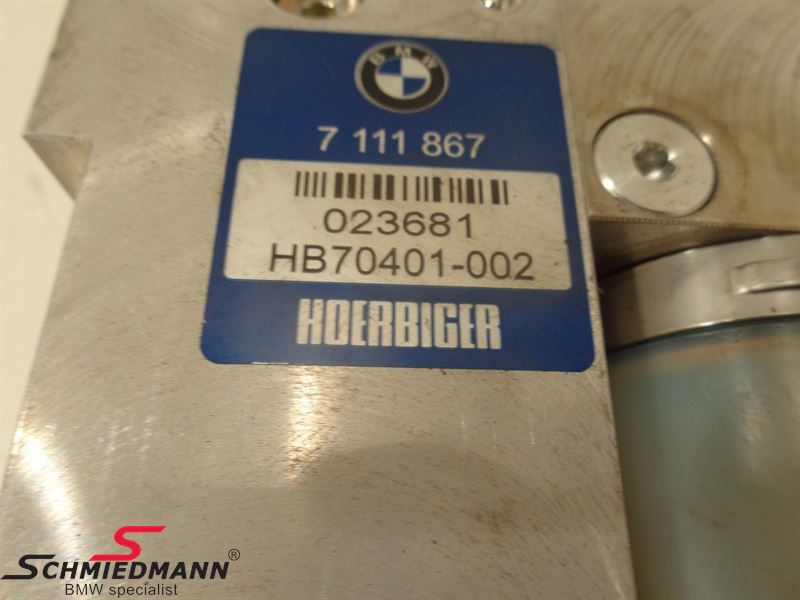 BMW
7 111 867
023681
HB70401-002
HOERBIGER
SCHMIEDMANN®
BMW specialist